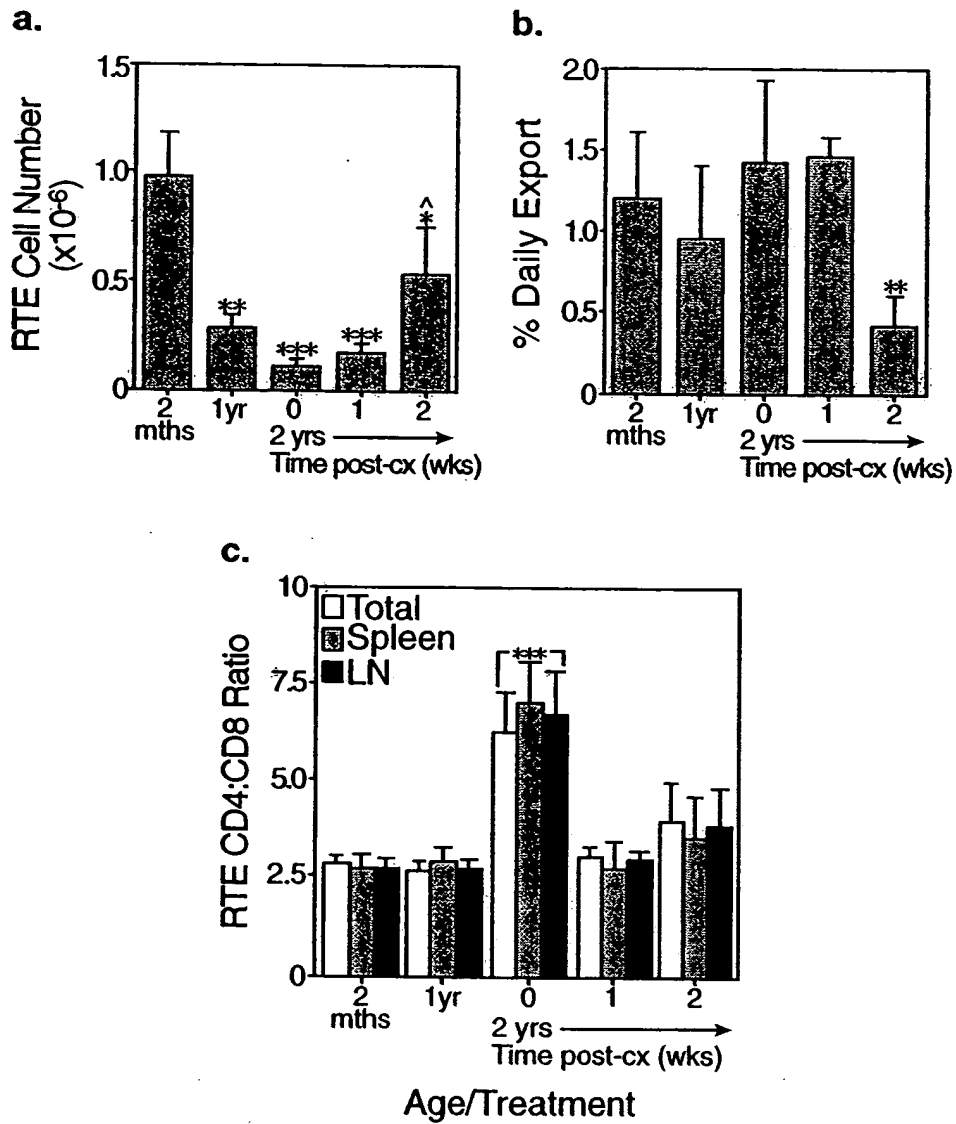 a.
RTE Cell Number
(x10-6)
1.5
1.0
0.5
0
**
***
***
^
*
2
mths
1yr
0
1
2
2 yrs
Time post-cx (wks)
b.
% Daily Export
2.0
1.5
1.0
0.5
0
**
2
mths
1yr
0
1
2
2 yrs
Time post-cx (wks)
c.
RTE CD4:CD8 Ratio
10
7.5
5.0
2.5
0
Total
Spleen
LN
***
2
mths
1yr
0
1
2
2 yrs
Time post-cx (wks)
Age/Treatment